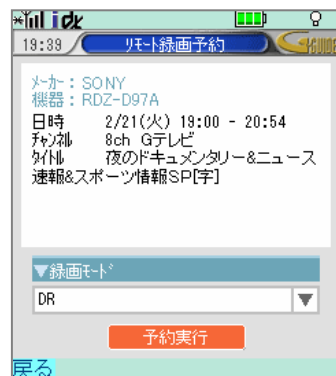 19:39 ﾘﾓｰﾄ録画予約
ﾒｰｶｰ：SONY
機器：RDZ-D97A
日時 2/21(火) 19:00 - 20:54
ﾁｬﾝﾈﾙ 8ch Gテレビ
ﾀｲﾄﾙ 夜のドキュメンタリー&ニュース
速報&スポーツ情報SP[字]
▼録画ﾓｰﾄﾞ
DR
予約実行
戻る